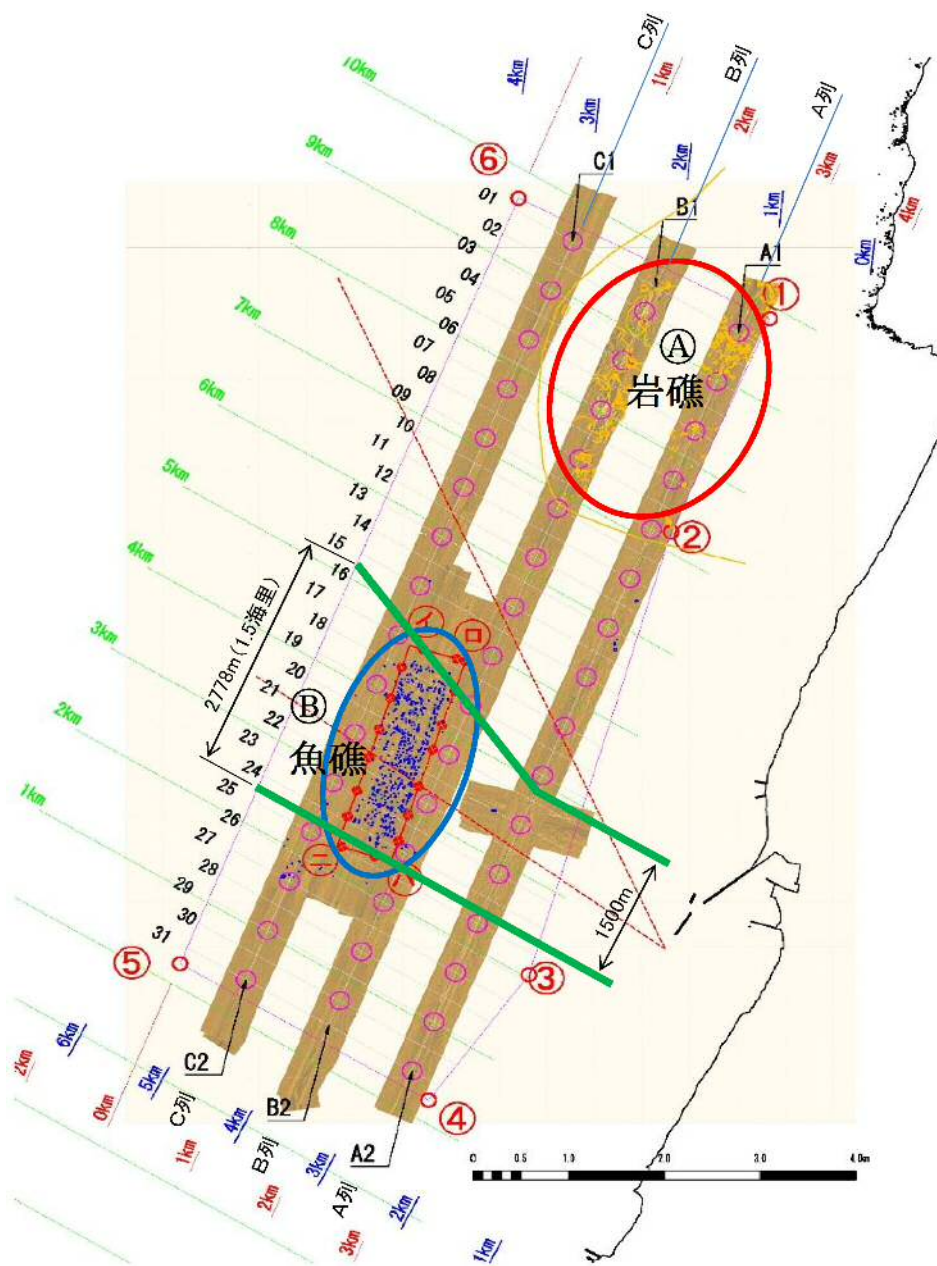 C列
B列
A列
10km
9km
8km
7km
6km
5km
4km
3km
2km
1km
4km
3km
2km
1km
0km
1km
2km
3km
4km
⑥
①
②
③
④
⑤
C1
B1
A1
01
02
03
04
05
06
07
08
09
10
11
12
13
14
15
16
17
18
19
20
21
22
23
24
25
26
27
28
29
30
31
Ⓐ
岩礁
Ⓑ
魚礁
イ
ロ
ハ
ニ
2778m(1.5海里)
1500m
C2
B2
A2
2km
6km
0km
5km
C列
1km
4km
B列
2km
3km
A列
3km
2km
1km
0
0.5
1.0
2.0
3.0
4.0m